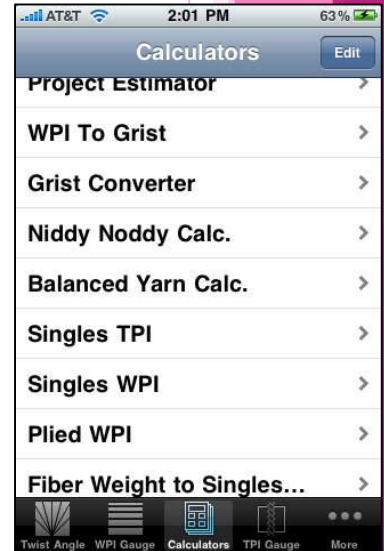 AT&T 2:01 PM 63%
Calculators Edit
Project Estimator
WPI To Grist
Grist Converter
Niddy Noddy Calc.
Balanced Yarn Calc.
Singles TPI
Singles WPI
Plied WPI
Fiber Weight to Singles...
Twist Angle WPI Gauge Calculators TPI Gauge More